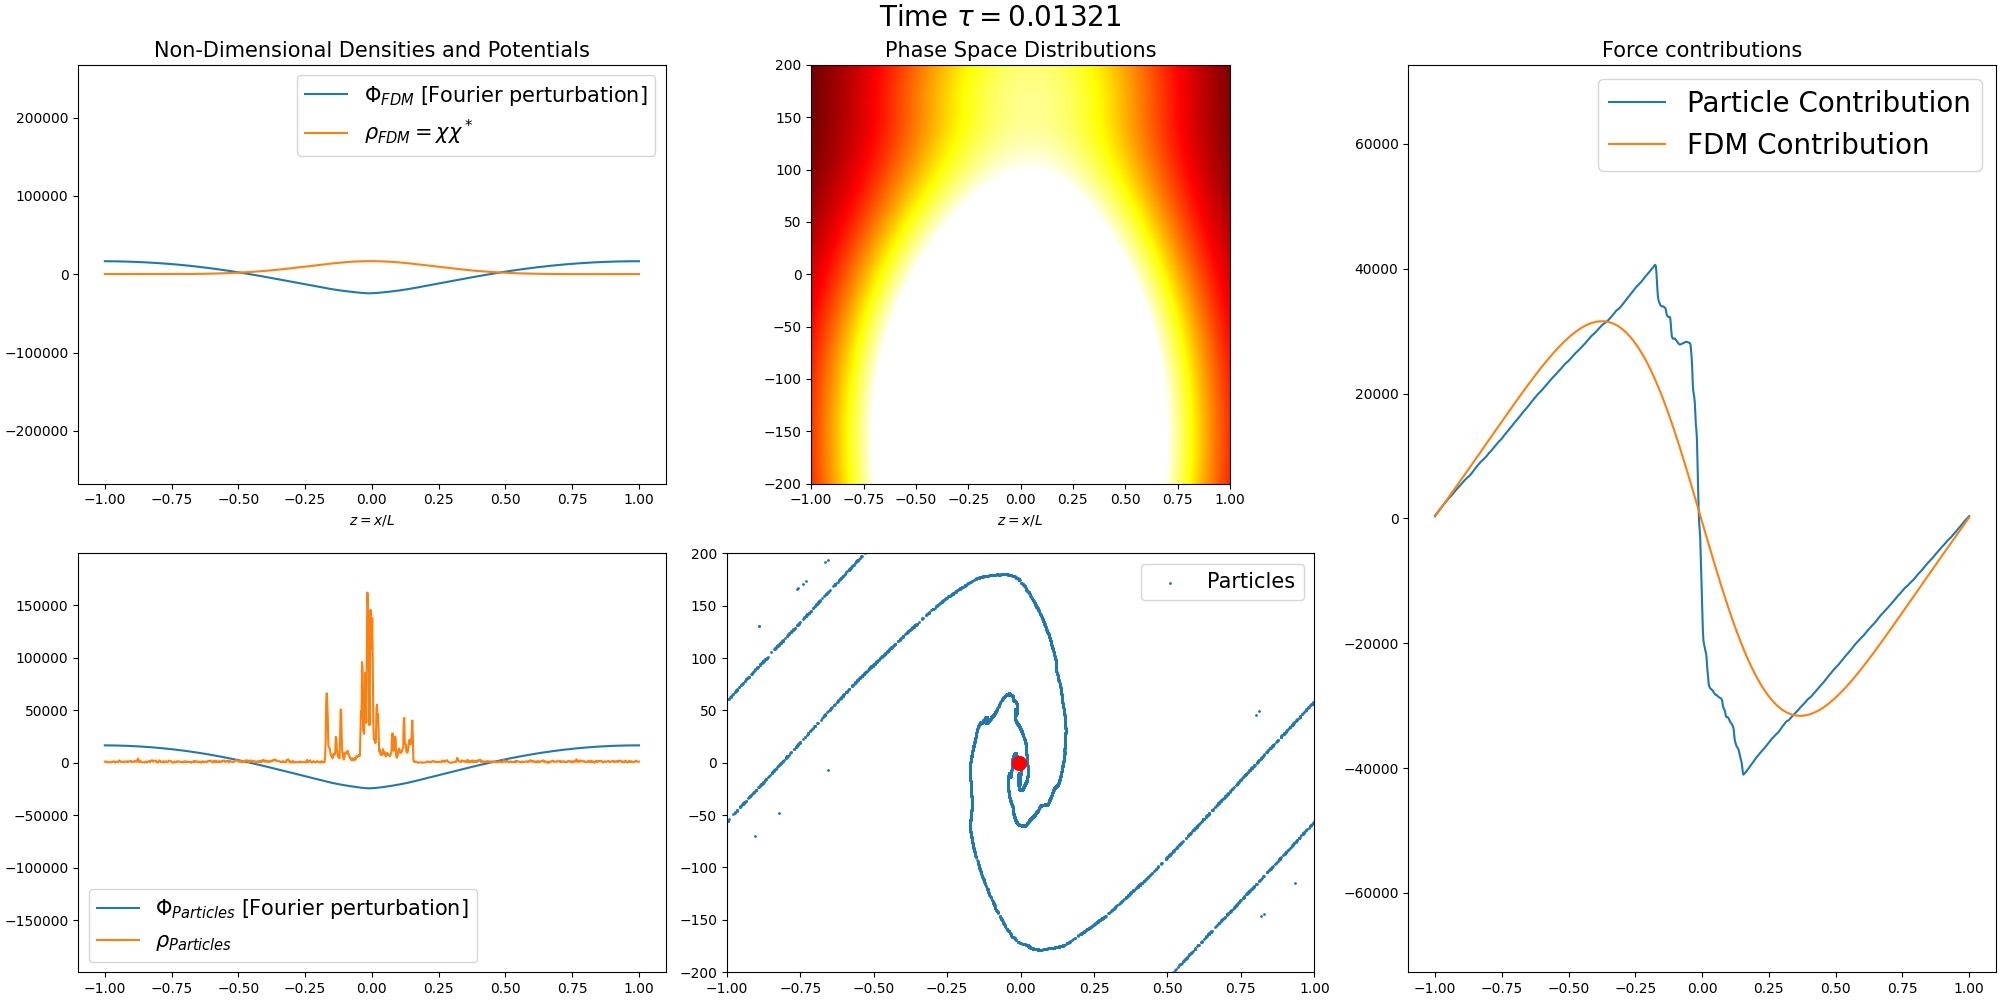 Time τ = 0.01321
Non-Dimensional Densities and Potentials
Φ_FDM [Fourier perturbation]
ρ_FDM = χχ*
200000
100000
0
−100000
−200000
−1.00 −0.75 −0.50 −0.25 0.00 0.25 0.50 0.75 1.00
z = x/L
Phase Space Distributions
200
150
100
50
0
−50
−100
−150
−200
−1.00 −0.75 −0.50 −0.25 0.00 0.25 0.50 0.75 1.00
z = x/L
Force contributions
Particle Contribution
FDM Contribution
60000
40000
20000
0
−20000
−40000
−60000
−1.00 −0.75 −0.50 −0.25 0.00 0.25 0.50 0.75 1.00
150000
100000
50000
0
−50000
−100000
−150000
Φ_Particles [Fourier perturbation]
ρ_Particles
−1.00 −0.75 −0.50 −0.25 0.00 0.25 0.50 0.75 1.00
Particles
200
150
100
50
0
−50
−100
−150
−200
−1.00 −0.75 −0.50 −0.25 0.00 0.25 0.50 0.75 1.00